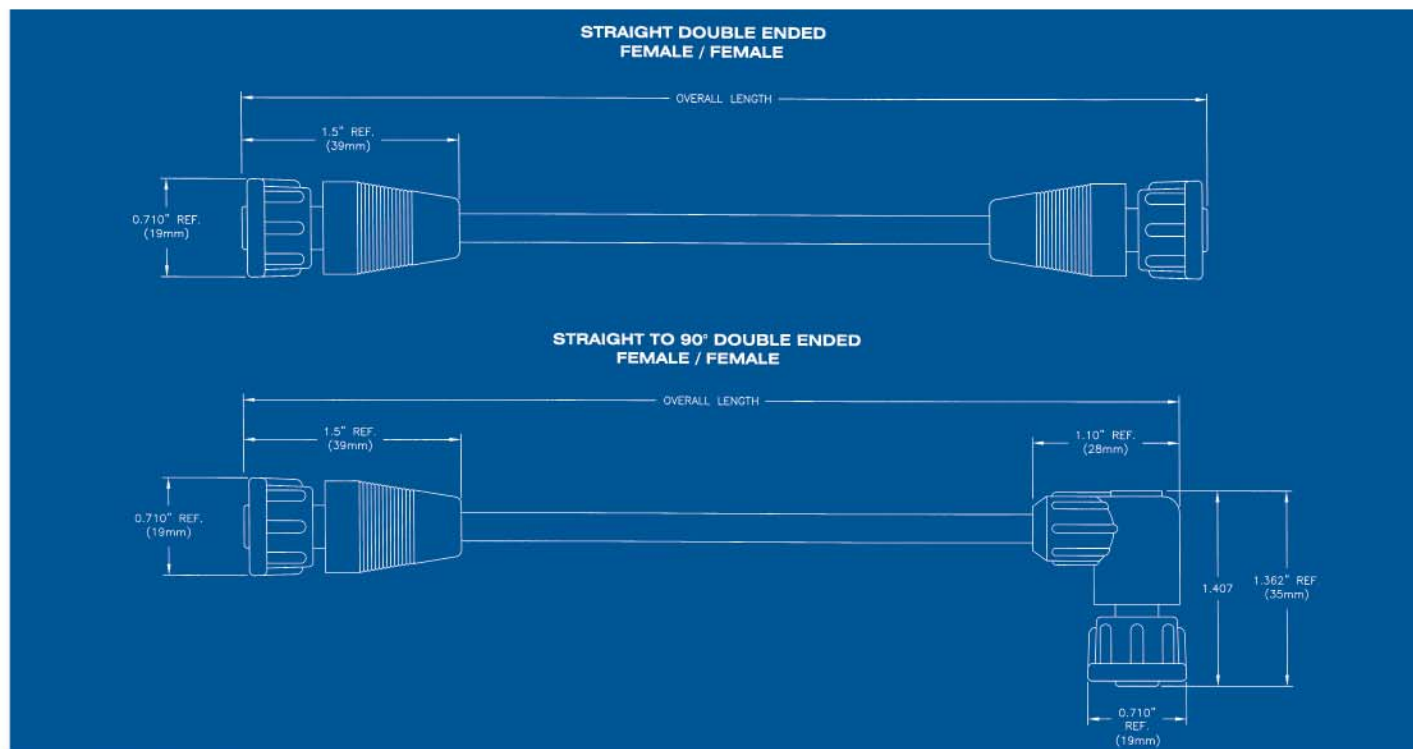 STRAIGHT DOUBLE ENDED
FEMALE / FEMALE
OVERALL LENGTH
1.5" REF.
(39mm)
0.710" REF.
(19mm)
STRAIGHT TO 90° DOUBLE ENDED
FEMALE / FEMALE
OVERALL LENGTH
1.5" REF.
(39mm)
1.10" REF.
(28mm)
0.710" REF.
(19mm)
1.407
1.362" REF
(35mm)
0.710"
REF.
(19mm)